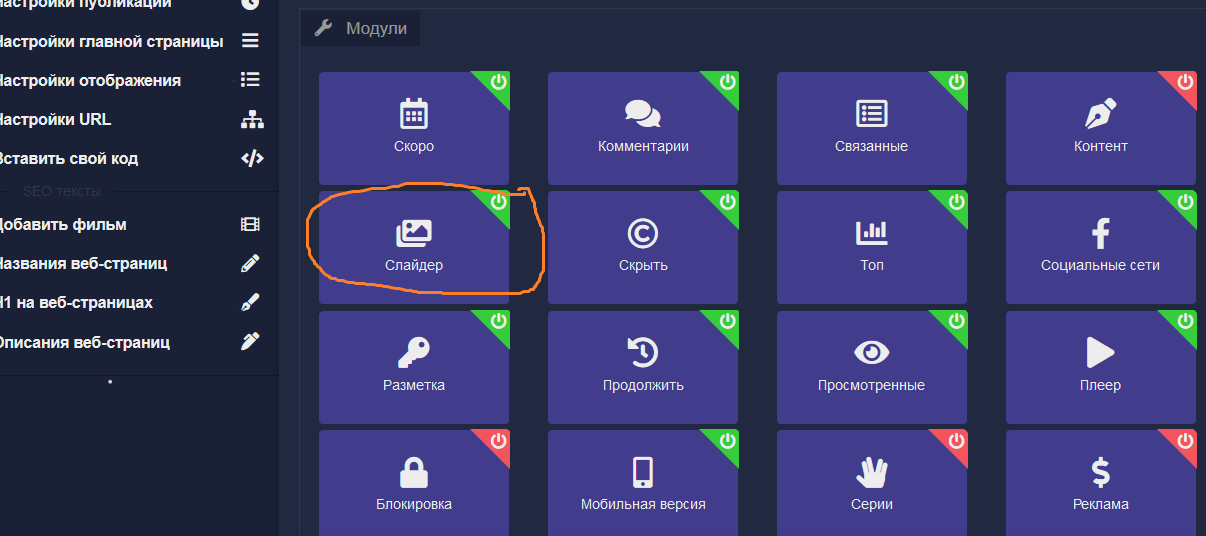 Настройки публикации
Настройки главной страницы
Настройки отображения
Настройки URL
Вставить свой код
SEO тексты
Добавить фильм
Названия веб-страниц
H1 на веб-страницах
Описания веб-страниц
Модули
Скоро
Комментарии
Связанные
Контент
Слайдер
Скрыть
Топ
Социальные сети
Разметка
Продолжить
Просмотренные
Плеер
Блокировка
Мобильная версия
Серии
Реклама